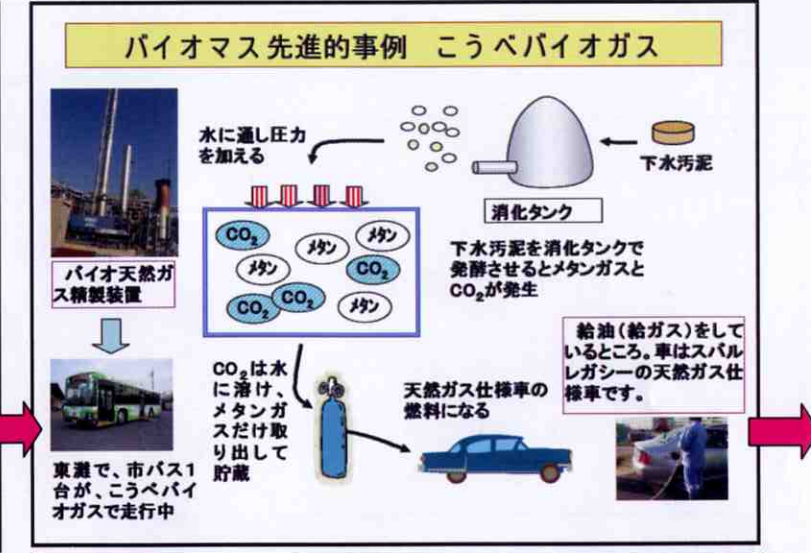 バイオマス先進的事例　こうべバイオガス
水に通し圧力
を加える
下水汚泥
消化タンク
CO₂
メタン
メタン
メタン
CO₂
CO₂
CO₂
メタン
下水汚泥を消化タンクで
発酵させるとメタンガスと
CO₂が発生
バイオ天然ガ
ス精製装置
給油(給ガス)をして
いるところ。車はスバル
レガシーの天然ガス仕
様車です。
CO₂は水
に溶け、
メタンガ
スだけ取
り出して
貯蔵
天然ガス仕様車の
燃料になる
東灘で、市バス1
台が、こうべバイ
オガスで走行中